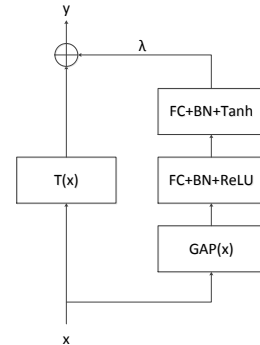 y
λ
FC+BN+Tanh
T(x)
FC+BN+ReLU
GAP(x)
x